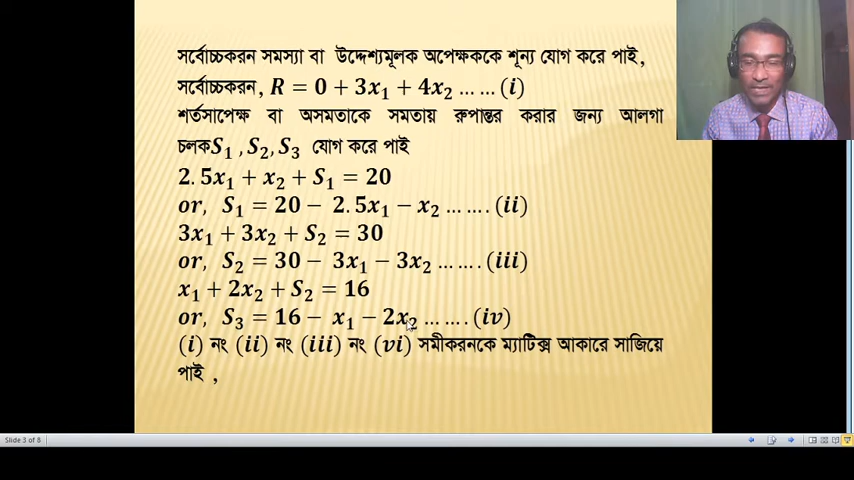 সর্বোচ্চকরন সমস্যা বা উদ্দেশ্যমূলক অপেক্ষককে শূন্য যোগ করে পাই,
সর্বোচ্চকরন, R = 0 + 3x₁ + 4x₂ … … (i)
শর্তসাপেক্ষ বা অসমতাকে সমতায় রুপান্তর করার জন্য আলগা
চলকS₁ ,S₂,S₃ যোগ করে পাই
2.5x₁ + x₂ + S₁ = 20
or, S₁ = 20 − 2.5x₁ − x₂ … … . (ii)
3x₁ + 3x₂ + S₂ = 30
or, S₂ = 30 − 3x₁ − 3x₂ … … . (iii)
x₁ + 2x₂ + S₂ = 16
or, S₃ = 16 − x₁ − 2x₂ … … . (iv)
(i) নং (ii) নং (iii) নং (vi) সমীকরনকে ম্যাটিক্স আকারে সাজিয়ে
পাই ,
Slide 3 of 8